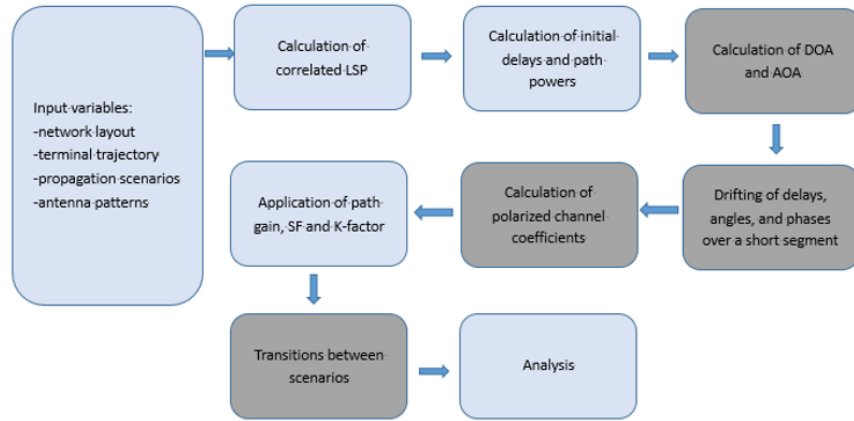 Input variables:
-network layout
-terminal trajectory
-propagation scenarios
-antenna patterns
Calculation of
correlated LSP
Calculation of initial
delays and path
powers
Calculation of DOA
and AOA
Drifting of delays,
angles, and phases
over a short segment
Calculation of
polarized channel
coefficients
Application of path
gain, SF and K-factor
Transitions between
scenarios
Analysis